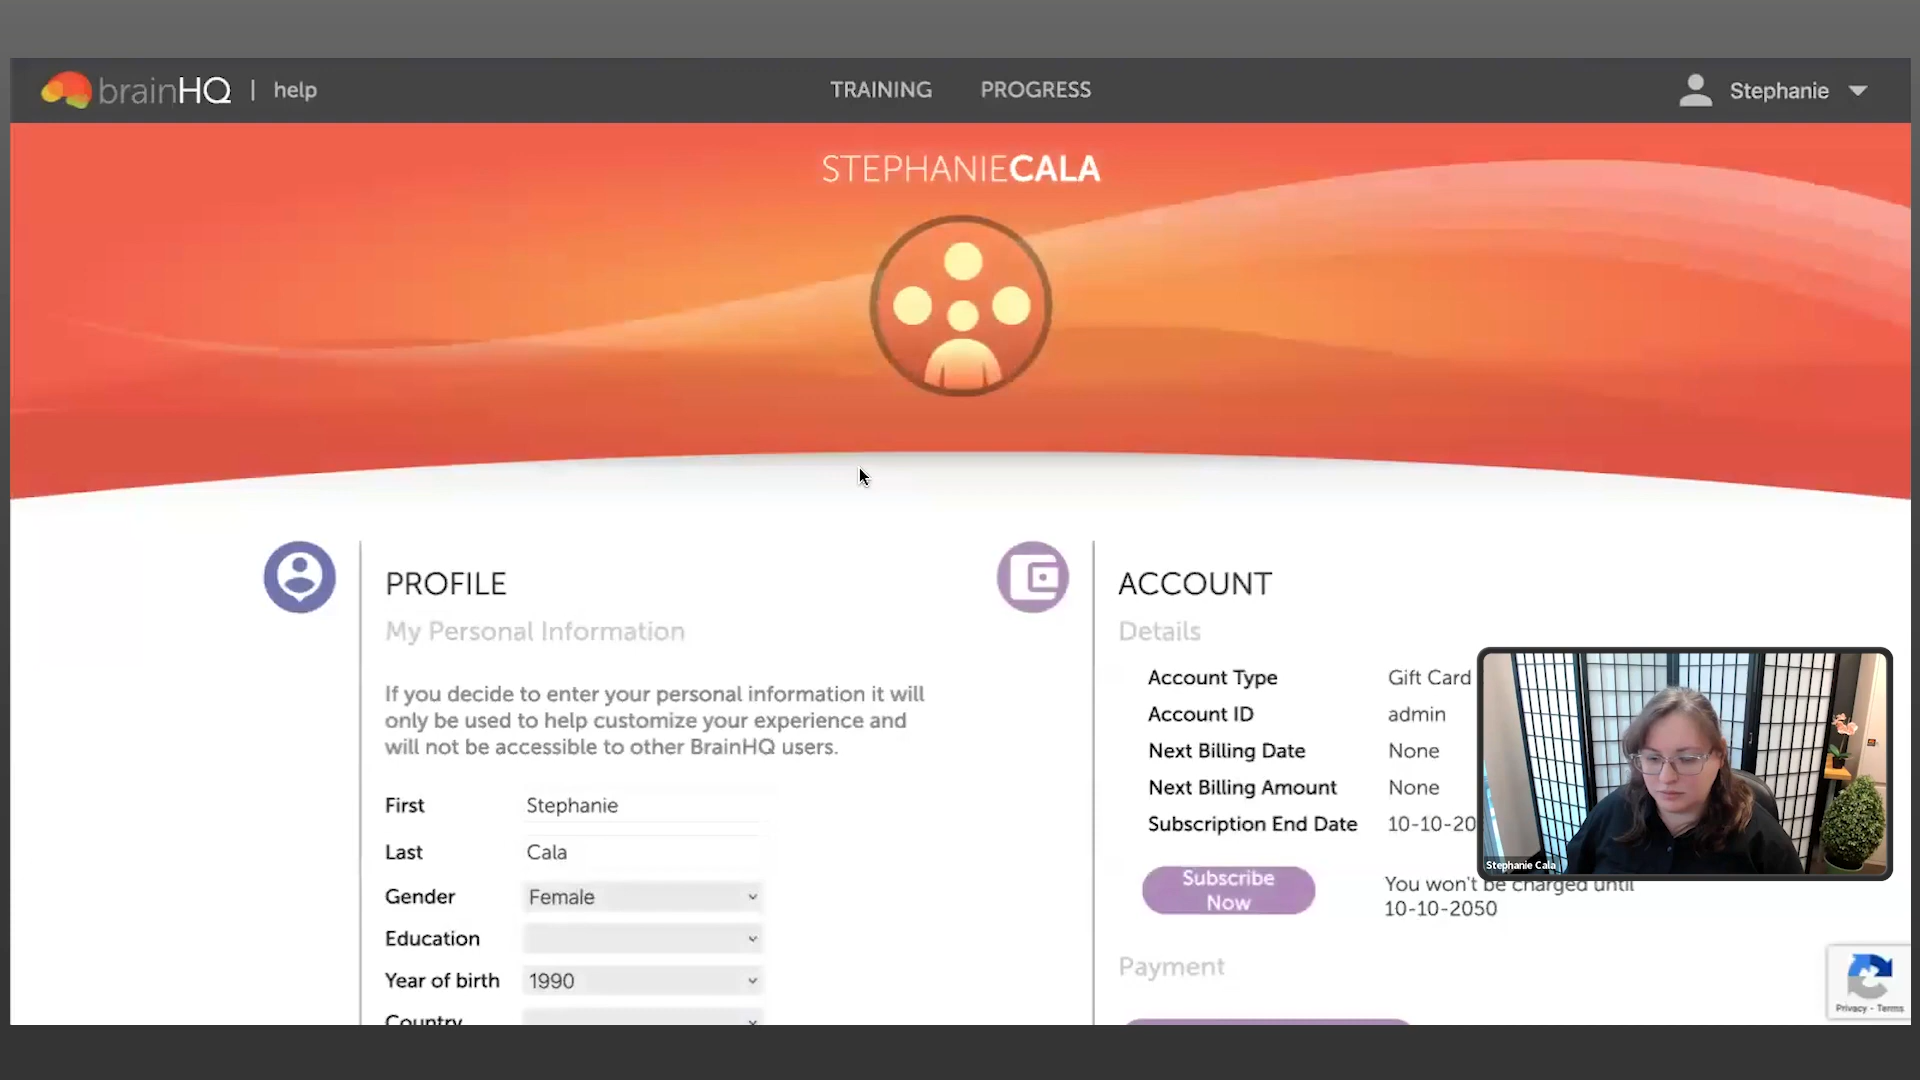 brainHQ | help
TRAINING
PROGRESS
Stephanie
STEPHANIECALA
PROFILE
My Personal Information
If you decide to enter your personal information it will
only be used to help customize your experience and
will not be accessible to other BrainHQ users.
First Stephanie
Last Cala
Gender Female
Education
Year of birth 1990
Country
ACCOUNT
Details
Account Type Gift Card
Account ID admin
Next Billing Date None
Next Billing Amount None
Subscription End Date 10-10-20
Subscribe
Now
You won't be charged until
10-10-2050
Payment
Stephanie Cala
Privacy - Terms